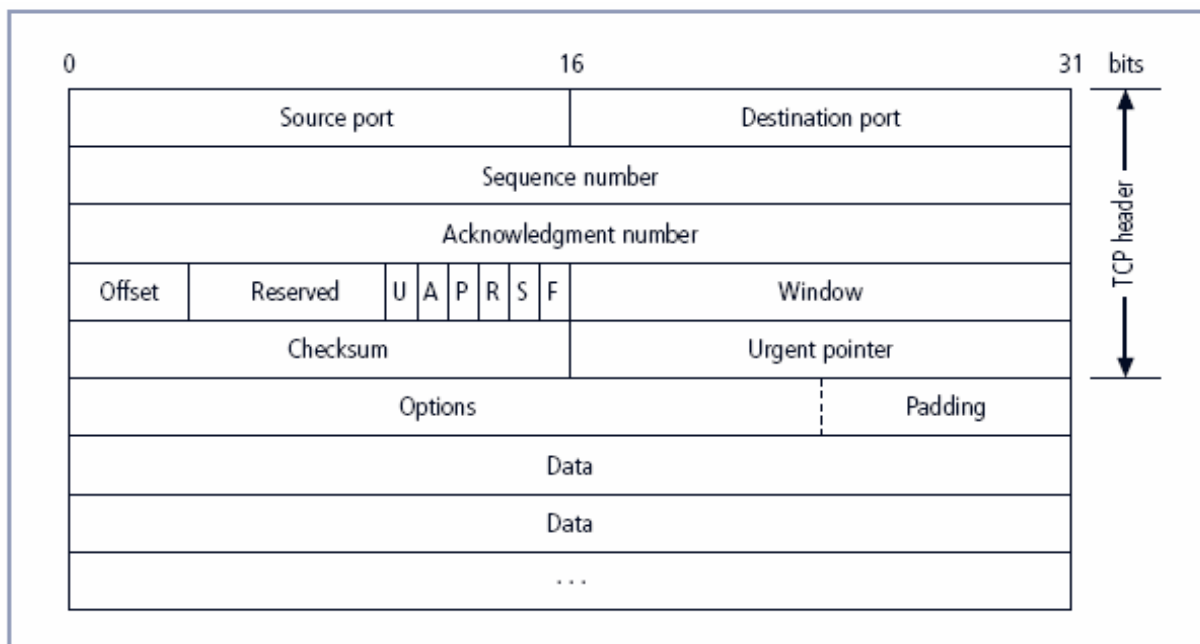 0 16 31 bits
Source port Destination port
Sequence number
Acknowledgment number
Offset Reserved U A P R S F Window
Checksum Urgent pointer
TCP header
Options Padding
Data
Data
...